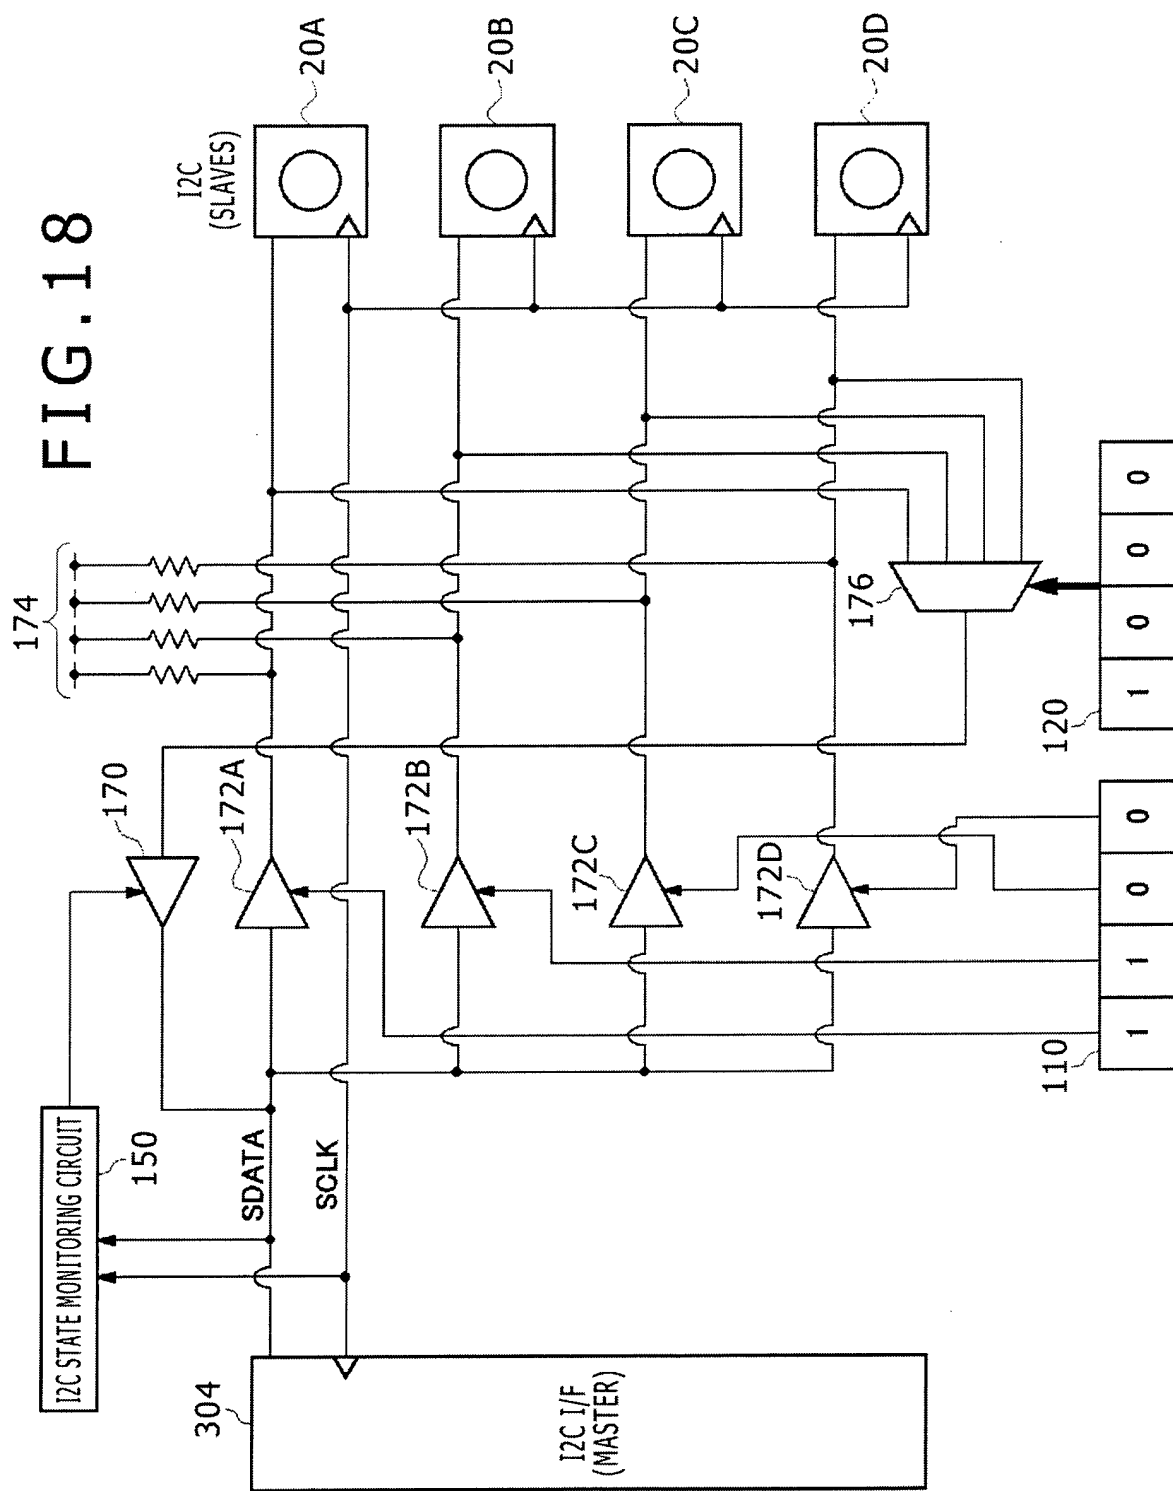 FIG.18
174
I2C
(SLAVES)
20A
20B
20C
20D
I2C STATE MONITORING CIRCUIT
150
170
172A
172B
172C
172D
SDATA
SCLK
304
I2C I/F
(MASTER)
176
110
1 1 0 0
120
1 0 0 0